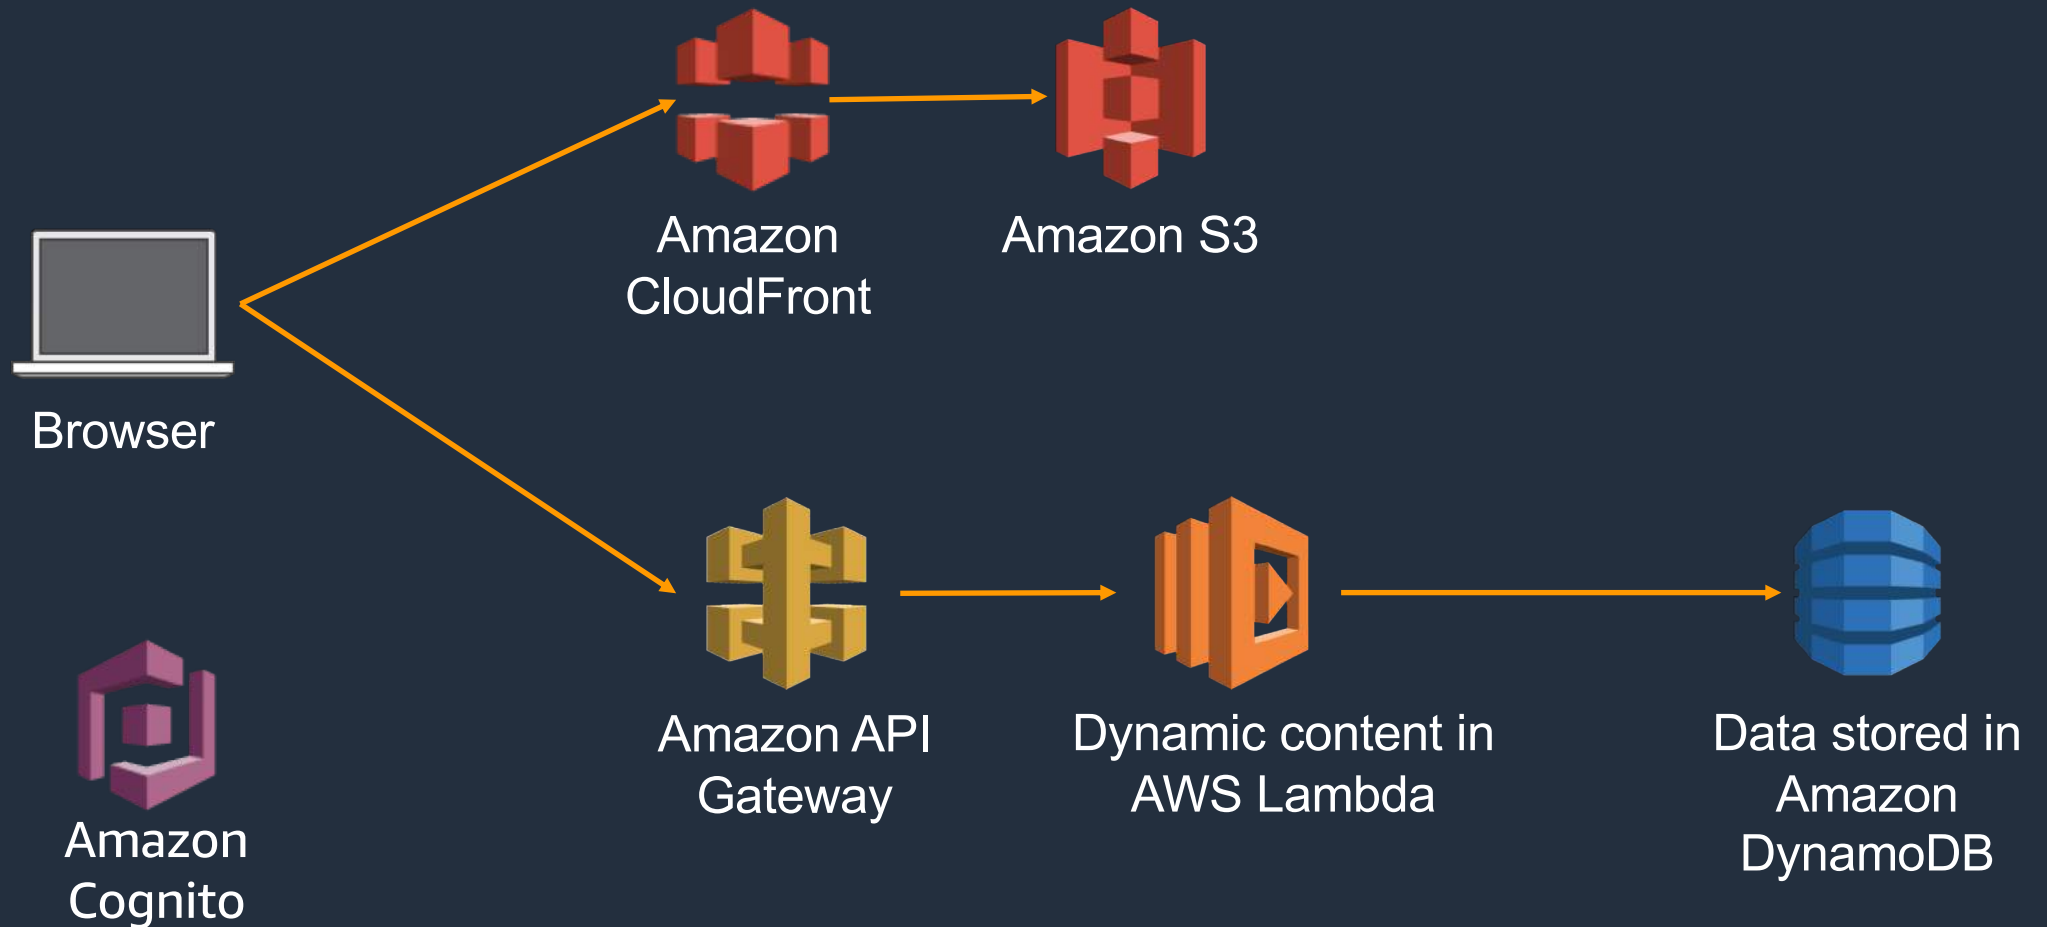 Amazon
CloudFront
Amazon S3
Browser
Amazon API
Gateway
Dynamic content in
AWS Lambda
Data stored in
Amazon
DynamoDB
Amazon
Cognito